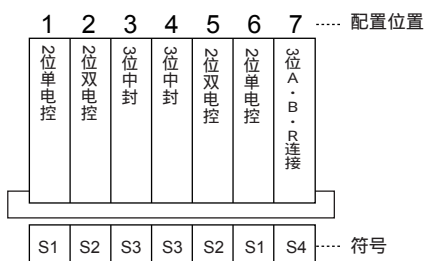 1 2 3 4 5 6 7 ····· 配置位置
2位单电控
2位双电控
3位中封
3位中封
2位双电控
2位单电控
3位A·B·R连接
S1 S2 S3 S3 S2 S1 S4 ····· 符号